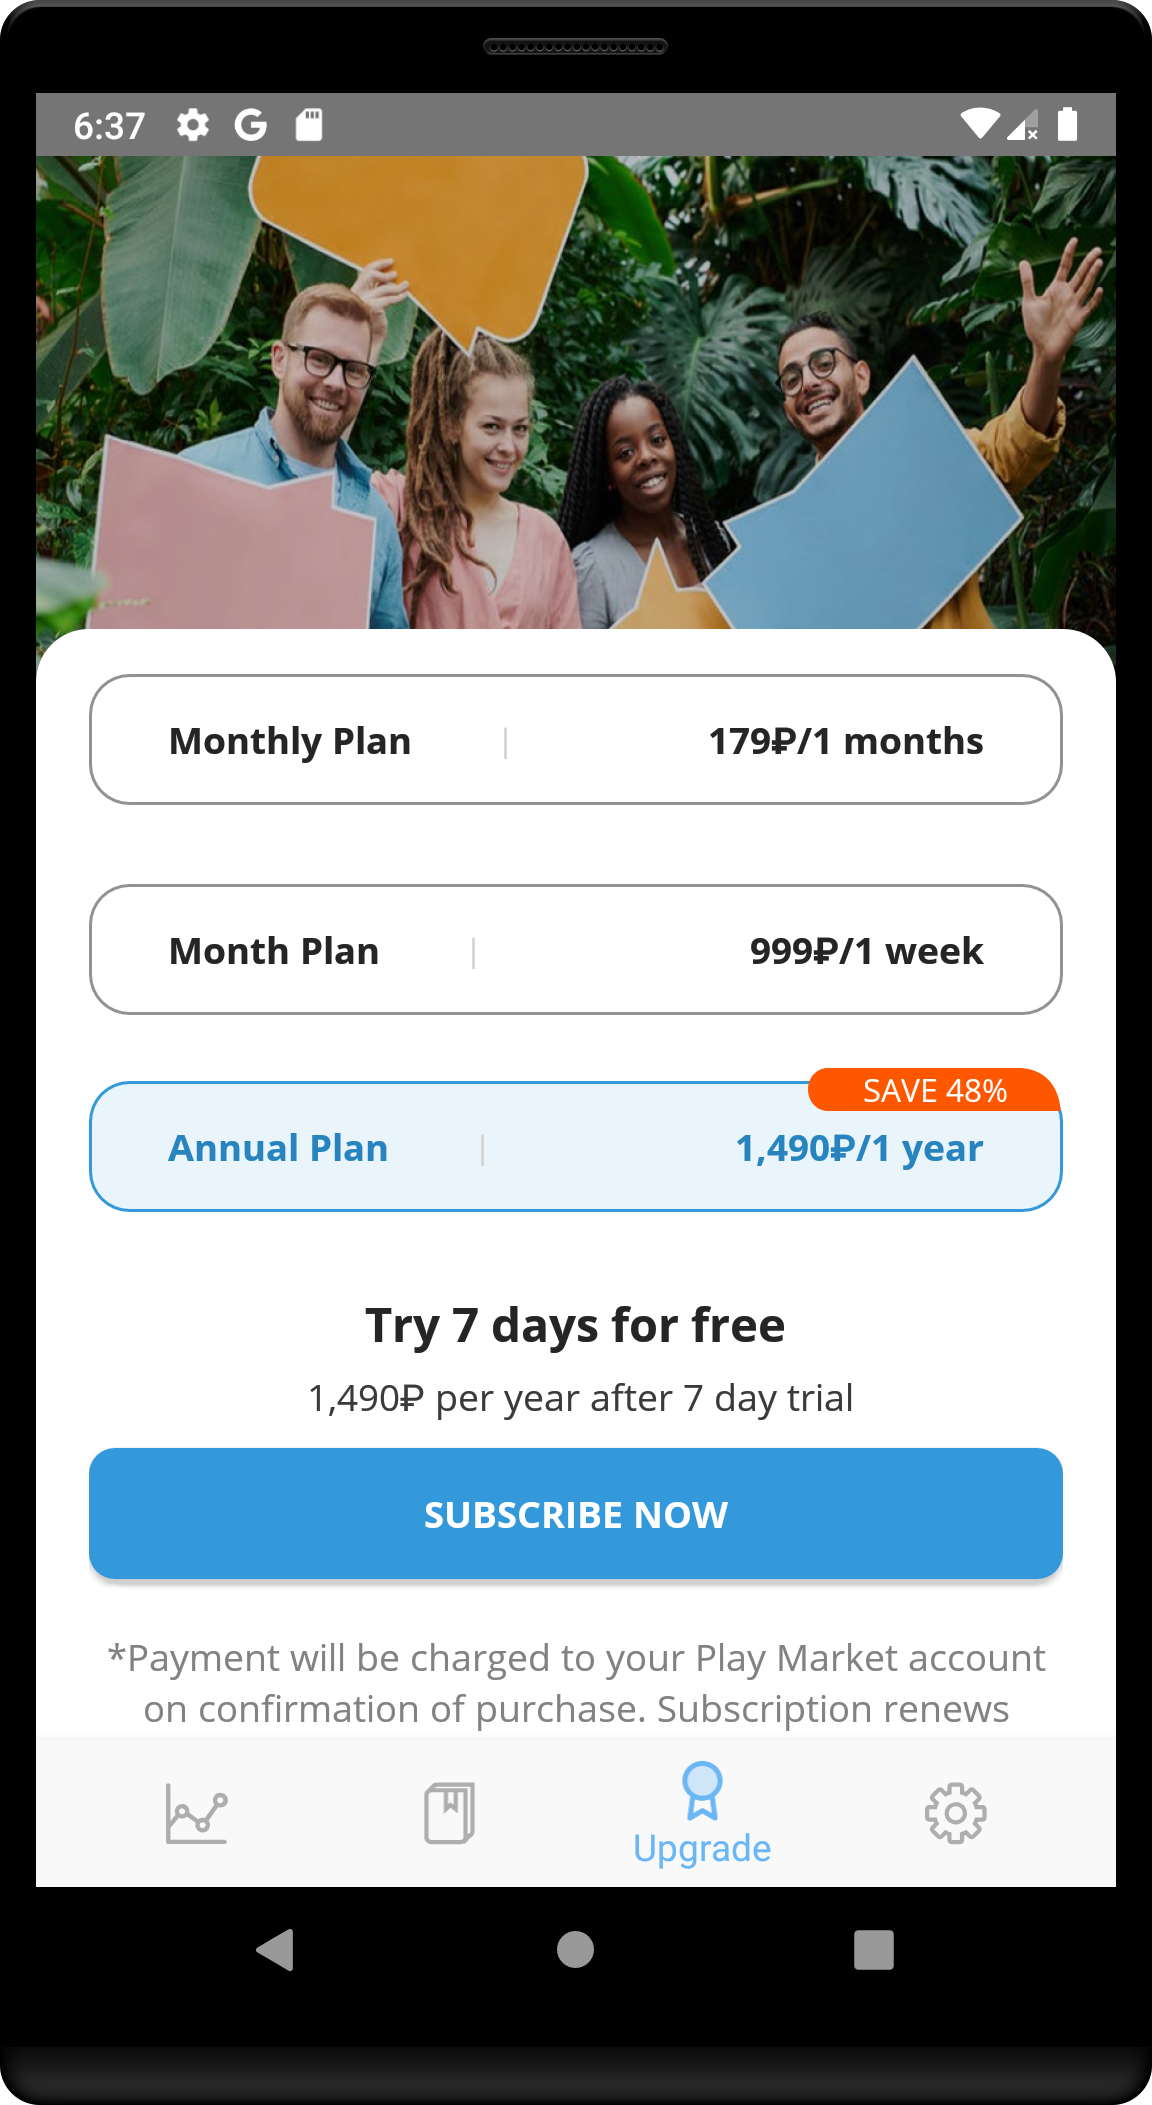 6:37
Monthly Plan | 179₽/1 months
Month Plan | 999₽/1 week
SAVE 48%
Annual Plan | 1,490₽/1 year
Try 7 days for free
1,490₽ per year after 7 day trial
SUBSCRIBE NOW
*Payment will be charged to your Play Market account
on confirmation of purchase. Subscription renews
Upgrade